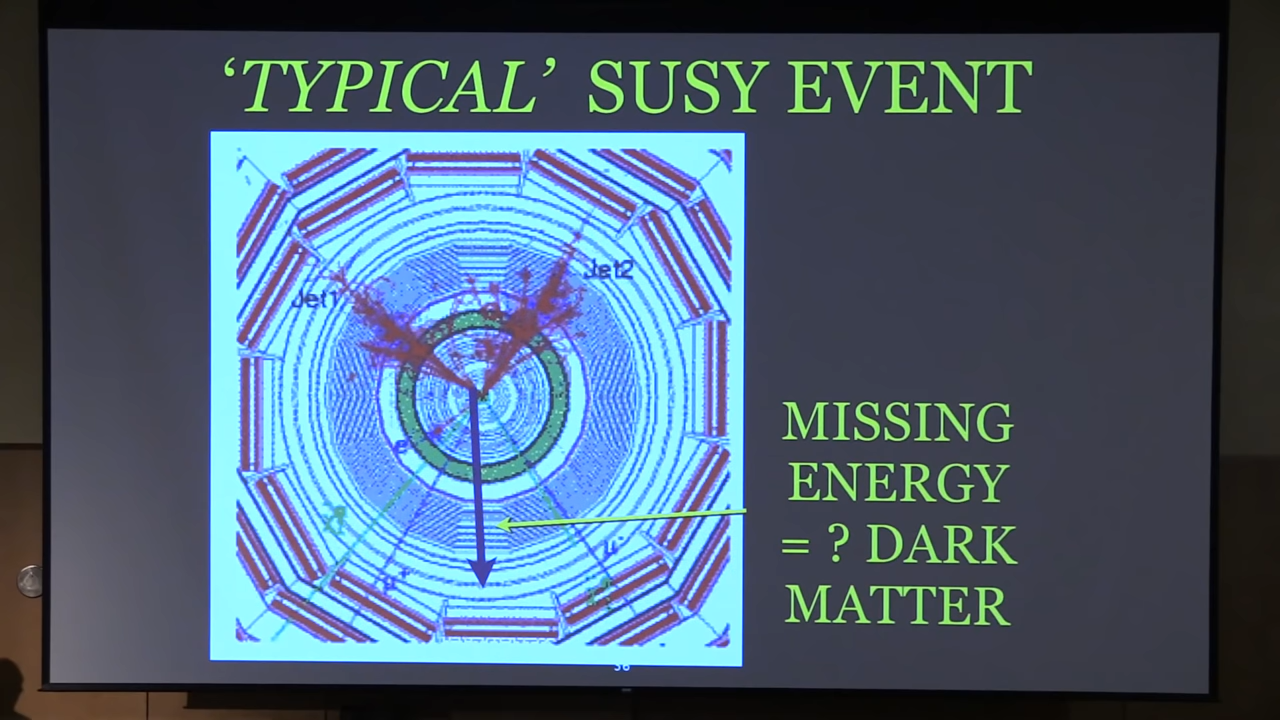 ‘TYPICAL’ SUSY EVENT
Jet2
Jet1
MISSING
ENERGY
= ? DARK
MATTER
e
μ